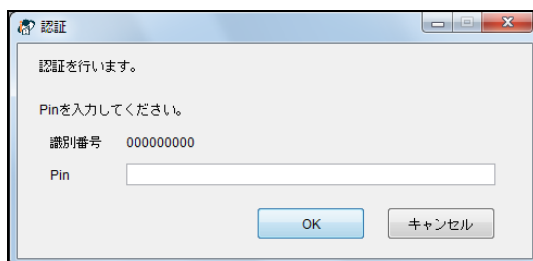 認証
認証を行います。
Pinを入力してください。
識別番号 000000000
Pin
OK キャンセル